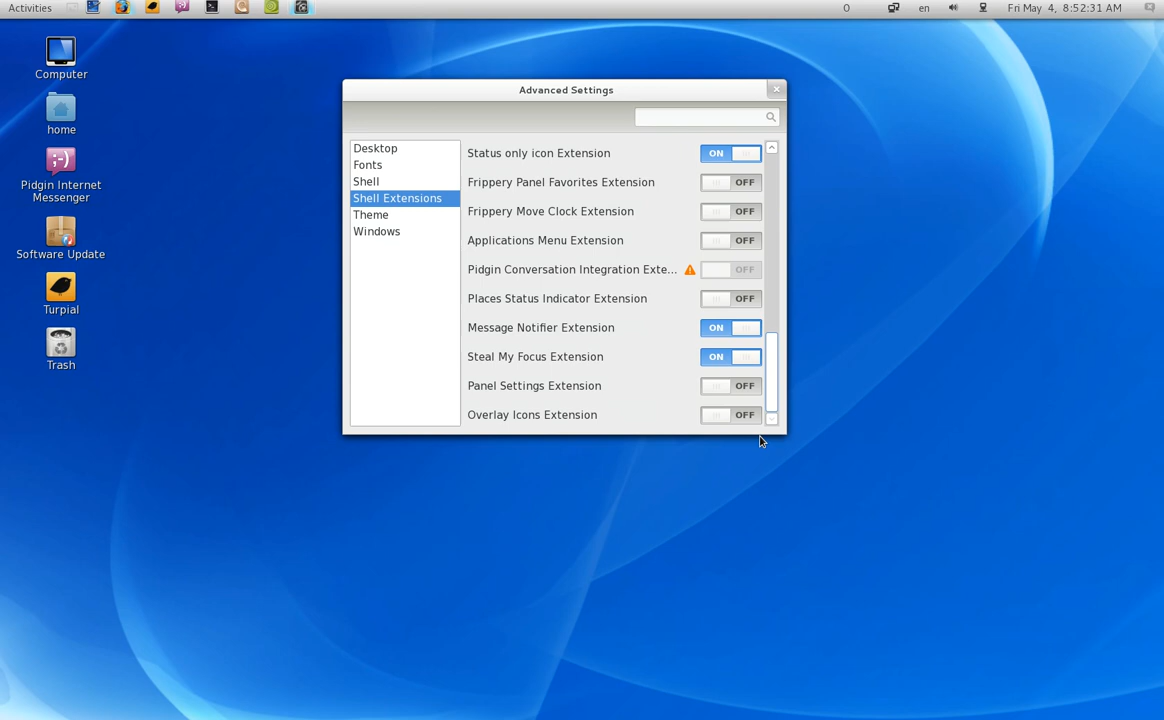 Activities
0
en
Fri May 4, 8:52:31 AM
Computer
home
Pidgin Internet
Messenger
Software Update
Turpial
Trash
Advanced Settings
Desktop
Fonts
Shell
Shell Extensions
Theme
Windows
Status only icon Extension ON
Frippery Panel Favorites Extension OFF
Frippery Move Clock Extension OFF
Applications Menu Extension OFF
Pidgin Conversation Integration Exte... OFF
Places Status Indicator Extension OFF
Message Notifier Extension ON
Steal My Focus Extension ON
Panel Settings Extension OFF
Overlay Icons Extension OFF